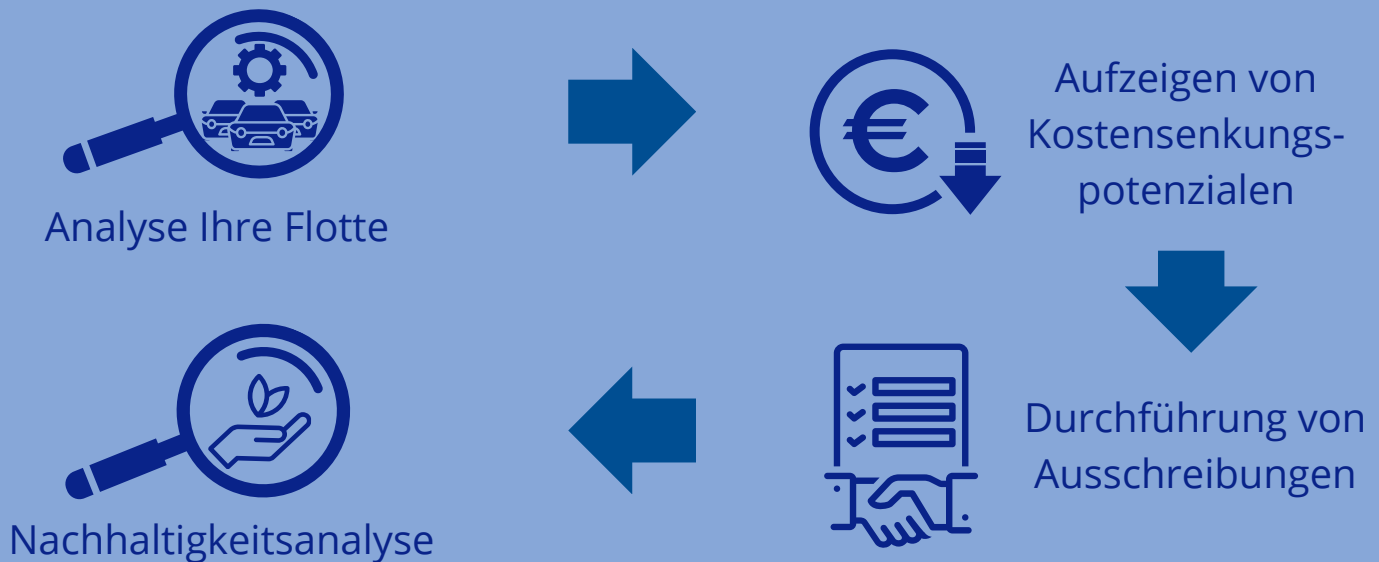 Analyse Ihre Flotte
Aufzeigen von
Kostensenkungs-
potenzialen
Durchführung von
Ausschreibungen
Nachhaltigkeitsanalyse